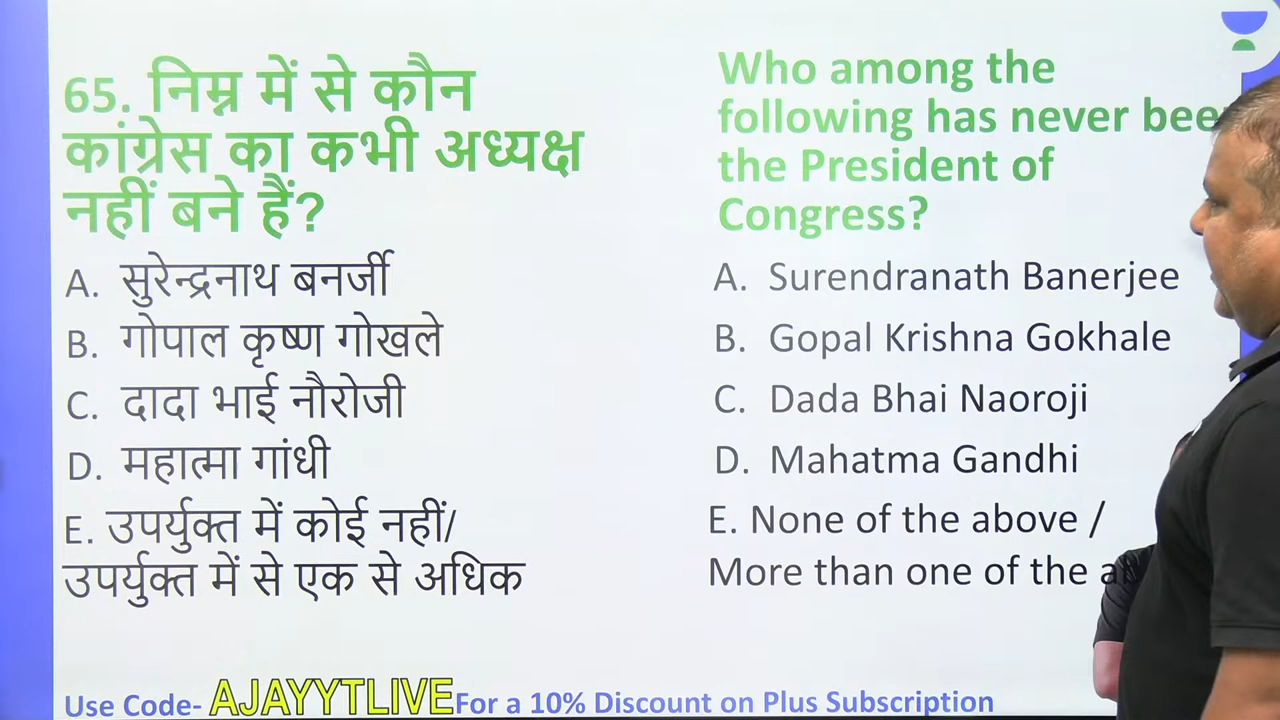 65. निम्न में से कौन
कांग्रेस का कभी अध्यक्ष
नहीं बने हैं?
A. सुरेन्द्रनाथ बनर्जी
B. गोपाल कृष्ण गोखले
C. दादा भाई नौरोजी
D. महात्मा गांधी
E. उपर्युक्त में कोई नहीं/
उपर्युक्त में से एक से अधिक
Who among the
following has never
the President of
Congress?
A. Surendranath Banerjee
B. Gopal Krishna Gokhale
C. Dada Bhai Naoroji
D. Mahatma Gandhi
E. None of the above /
More than one of the
Use Code- AJAYYTLIVE For a 10% Discount on Plus Subscription